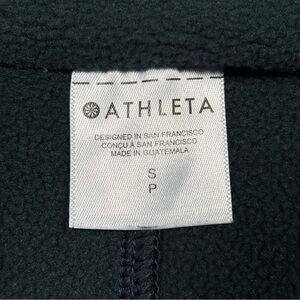 ATHLETA
DESIGNED IN SAN FRANCISCO
CONÇU A SAN FRANCISCO
MADE IN GUATEMALA
S
P